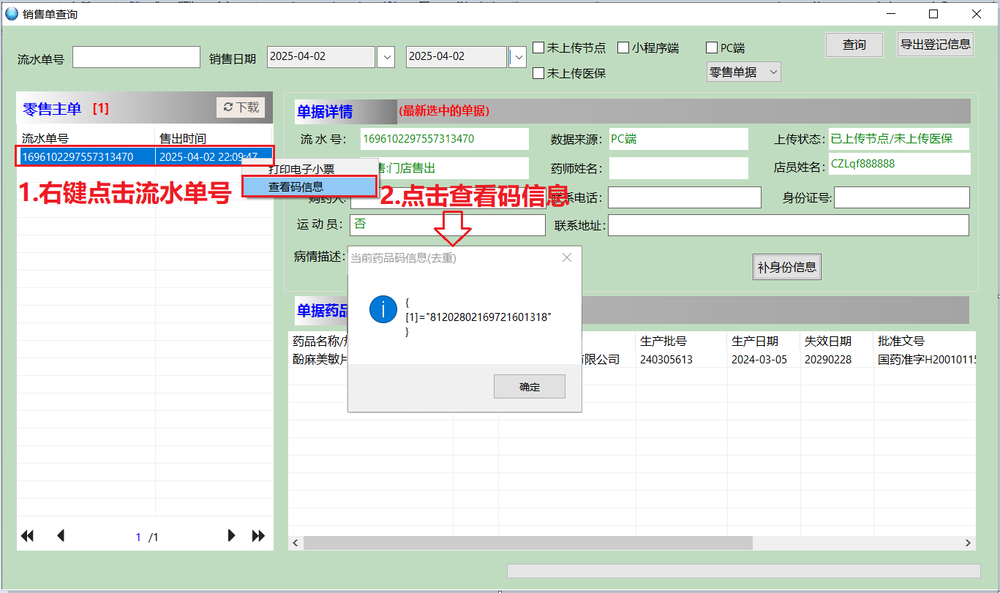 销售单查询
流水单号
销售日期 2025-04-02 2025-04-02
未上传节点 小程序端 PC端
未上传医保 零售单据
查询 导出登记信息
零售主单 [1] 下载
流水单号 售出时间
1696102297557313470 2025-04-02 22:09:47
打印电子小票
查看码信息
1.右键点击流水单号
2.点击查看码信息
1 /1
单据详情 (最新选中的单据)
流 水 号: 1696102297557313470 数据来源: PC端 上传状态: 已上传节点/未上传医保
售:门店售出 药师姓名: 店员姓名: CZLqf888888
购药人: 联系电话: 身份证号:
运 动 员: 否 联系地址:
病情描述:
补身份信息
当前药品码信息(去重)
{
[1]="81202802169721601318"
}
确定
单据药品
药品名称/ 生产批号 生产日期 失效日期 批准文号
酚麻美敏片 有限公司 240305613 2024-03-05 20290228 国药准字H20010115